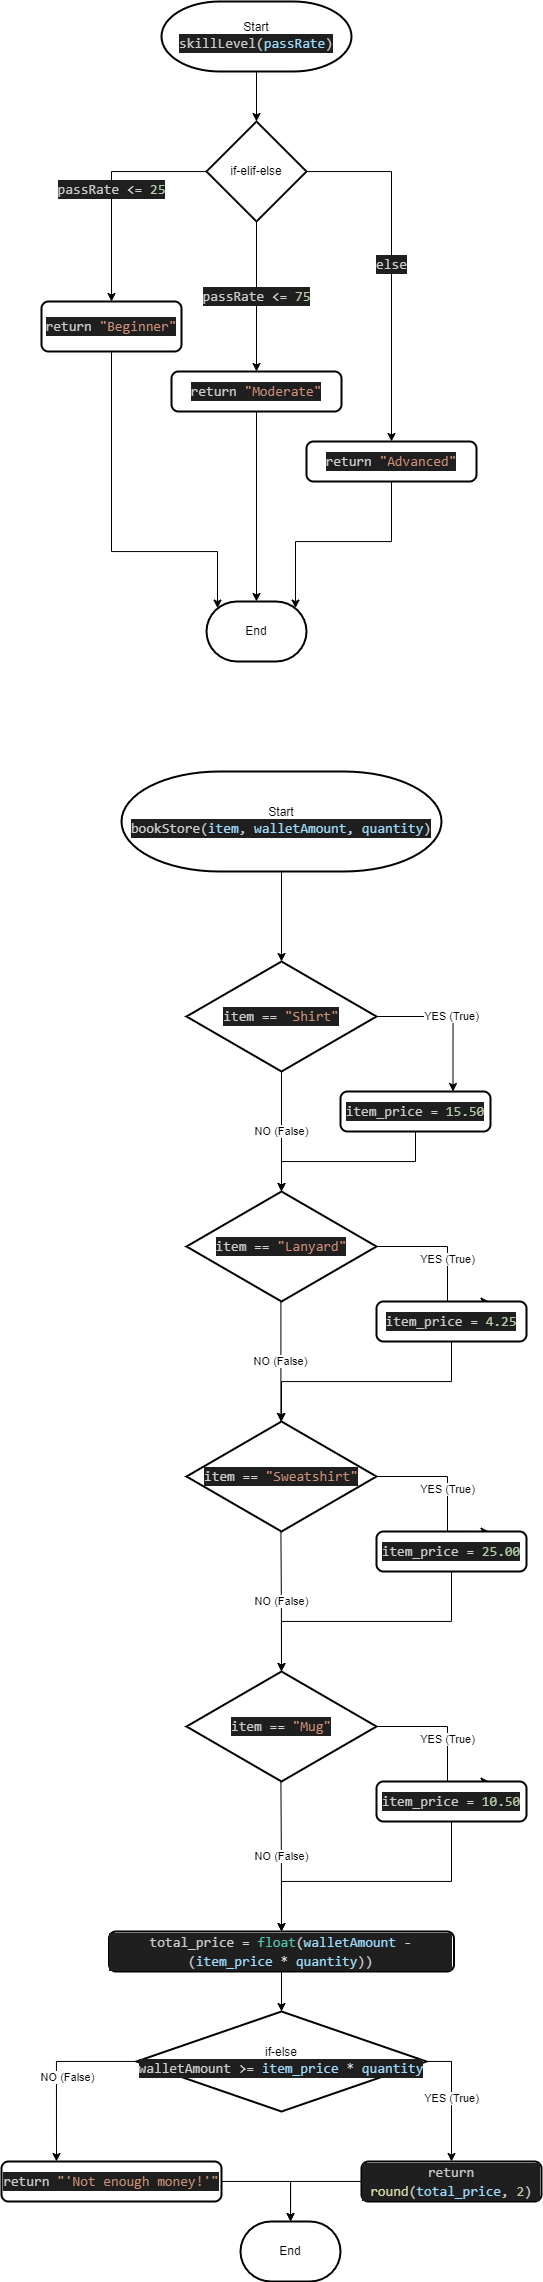 Start
skillLevel(passRate)
if-elif-else
passRate <= 25
else
passRate <= 75
return "Beginner"
return "Moderate"
return "Advanced"
End
Start
bookStore(item, walletAmount, quantity)
item == "Shirt"
YES (True)
item_price = 15.50
NO (False)
item == "Lanyard"
YES (True)
item_price = 4.25
NO (False)
item == "Sweatshirt"
YES (True)
item_price = 25.00
NO (False)
item == "Mug"
YES (True)
item_price = 10.50
NO (False)
total_price = float(walletAmount -
(item_price * quantity))
if-else
walletAmount >= item_price * quantity
NO (False)
YES (True)
return "'Not enough money!'"
return
round(total_price, 2)
End